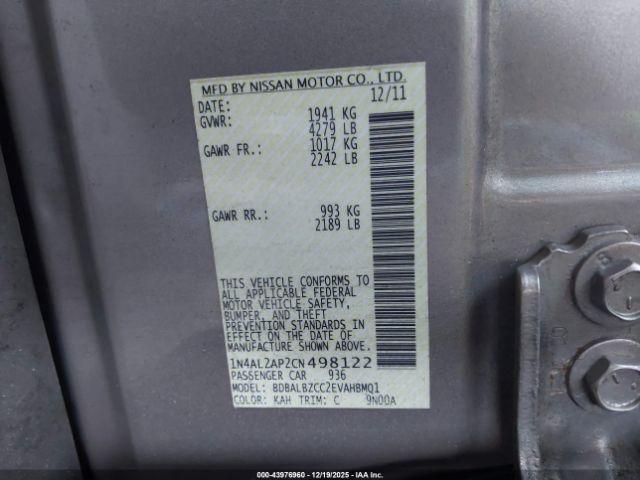 MFD BY NISSAN MOTOR CO., LTD.
DATE: 12/11
GVWR: 1941 KG
4279 LB
GAWR FR.: 1017 KG
2242 LB
GAWR RR.: 993 KG
2189 LB
THIS VEHICLE CONFORMS TO
ALL APPLICABLE FEDERAL
MOTOR VEHICLE SAFETY,
BUMPER, AND THEFT
PREVENTION STANDARDS IN
EFFECT ON THE DATE OF
MANUFACTURE SHOWN ABOVE.
1N4AL2AP2CN498122
PASSENGER CAR 936
MODEL: BDBALBZCC2EVAHBMQ1
COLOR: KAH TRIM: C 9N00A
000-43976960 - 12/19/2025 - IAA Inc.